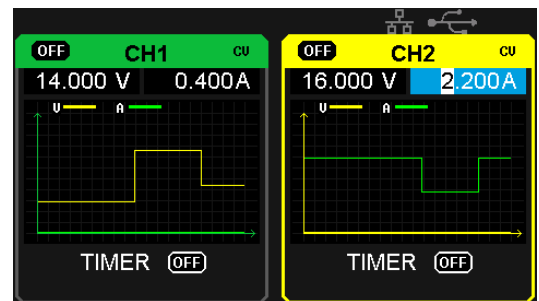 OFF CH1 CV
14.000 V 0.400A
V A
TIMER OFF
OFF CH2 CV
16.000 V 2.200A
V A
TIMER OFF